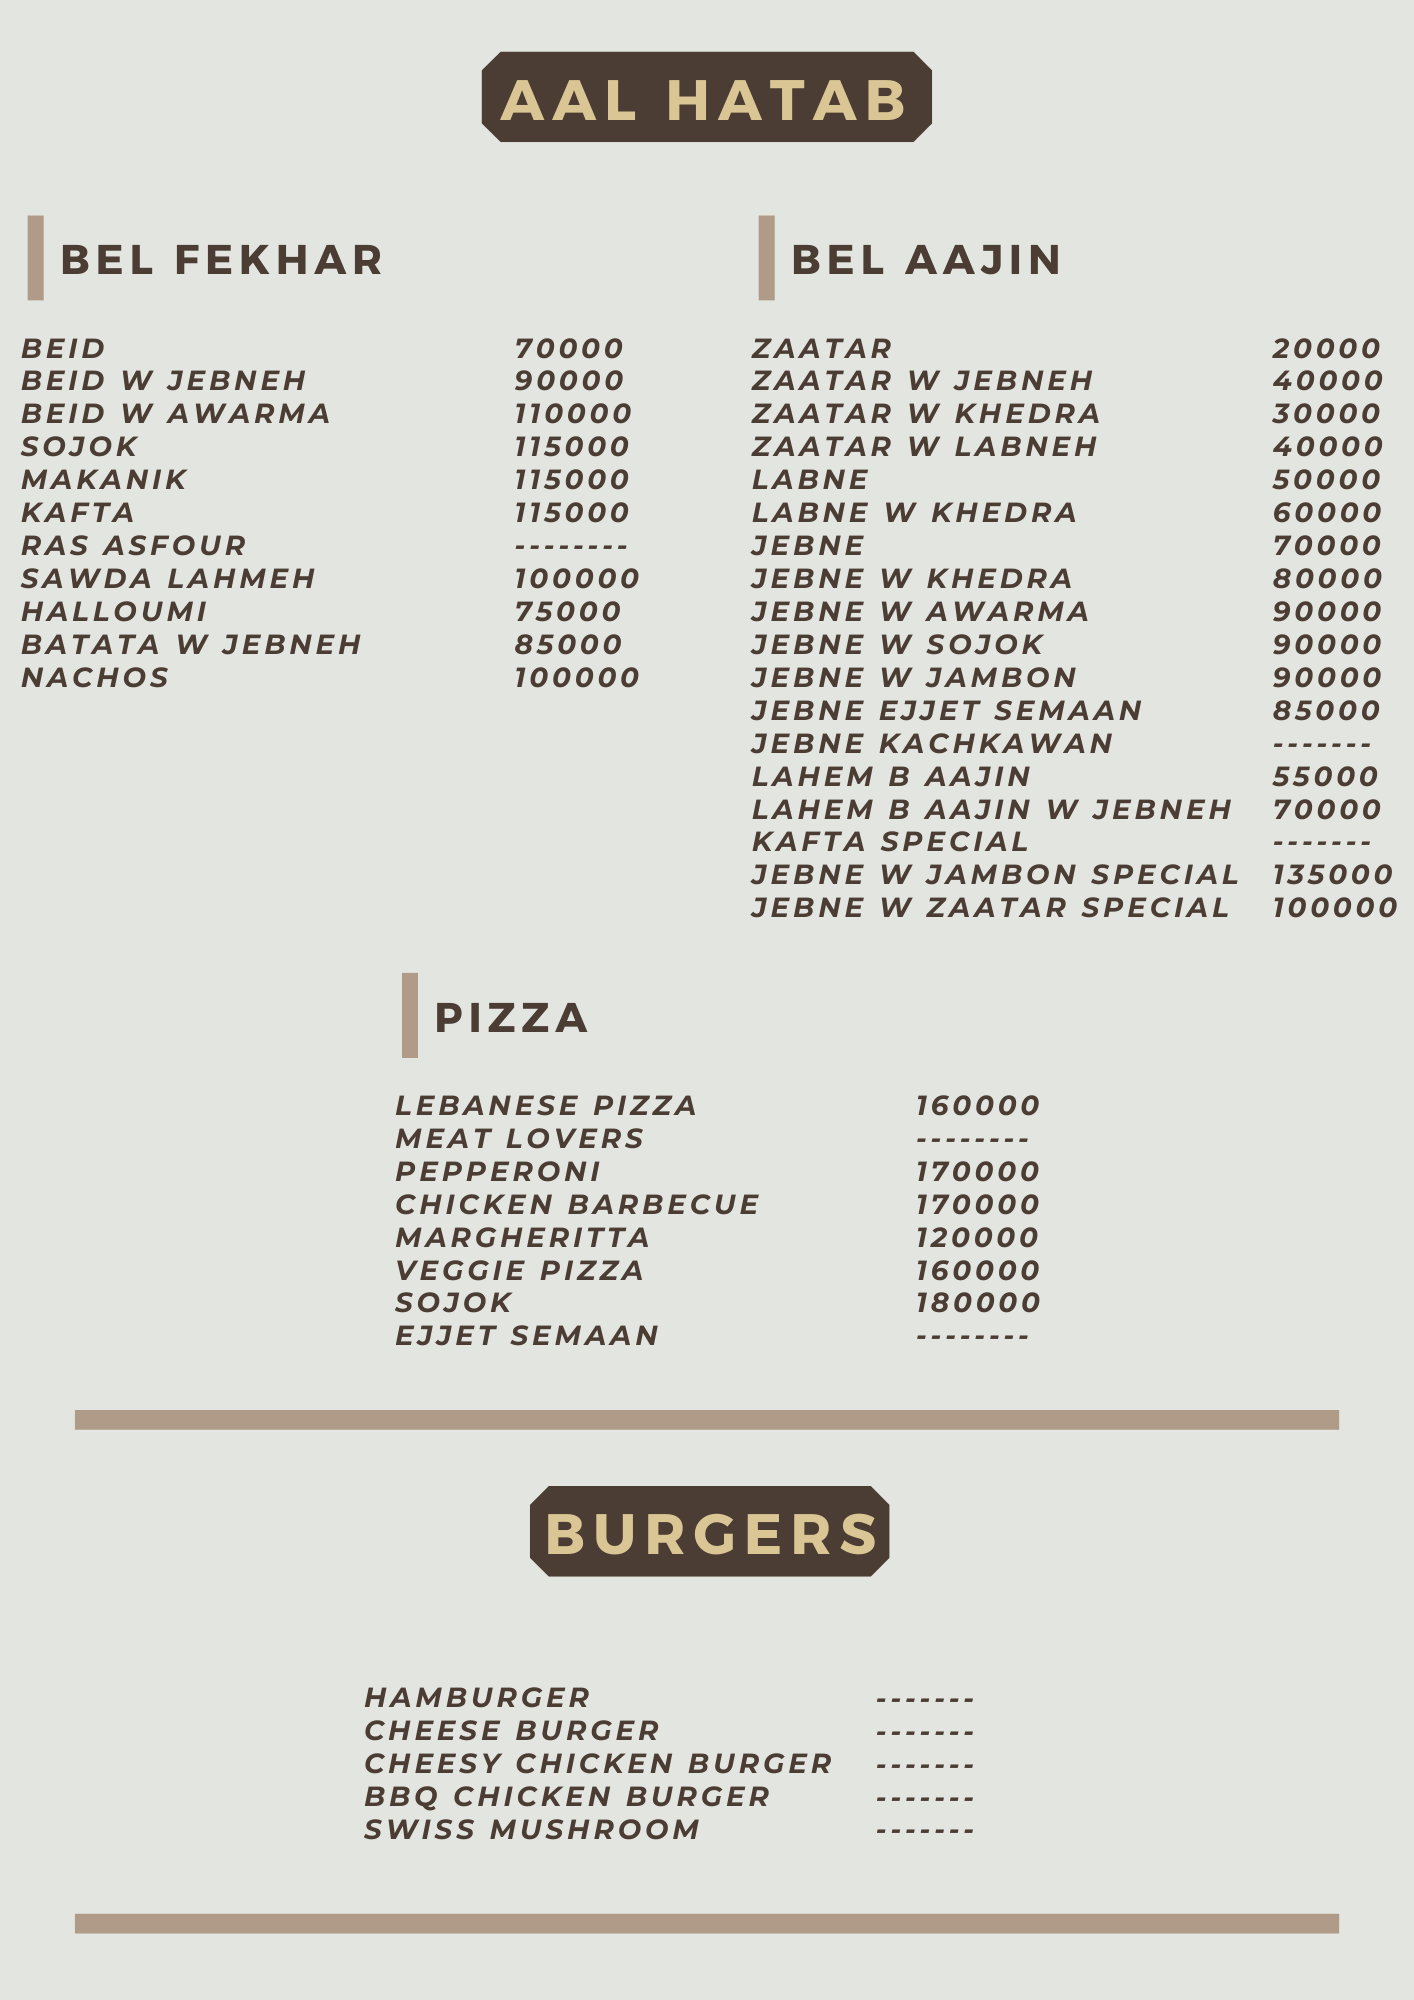 AAL HATAB
BEL FEKHAR
BEID 70000
BEID W JEBNEH 90000
BEID W AWARMA 110000
SOJOK 115000
MAKANIK 115000
KAFTA 115000
RAS ASFOUR --------
SAWDA LAHMEH 100000
HALLOUMI 75000
BATATA W JEBNEH 85000
NACHOS 100000
BEL AAJIN
ZAATAR 20000
ZAATAR W JEBNEH 40000
ZAATAR W KHEDRA 30000
ZAATAR W LABNEH 40000
LABNE 50000
LABNE W KHEDRA 60000
JEBNE 70000
JEBNE W KHEDRA 80000
JEBNE W AWARMA 90000
JEBNE W SOJOK 90000
JEBNE W JAMBON 90000
JEBNE EJJET SEMAAN 85000
JEBNE KACHKAWAN -------
LAHEM B AAJIN 55000
LAHEM B AAJIN W JEBNEH 70000
KAFTA SPECIAL -------
JEBNE W JAMBON SPECIAL 135000
JEBNE W ZAATAR SPECIAL 100000
PIZZA
LEBANESE PIZZA 160000
MEAT LOVERS --------
PEPPERONI 170000
CHICKEN BARBECUE 170000
MARGHERITTA 120000
VEGGIE PIZZA 160000
SOJOK 180000
EJJET SEMAAN --------
BURGERS
HAMBURGER -------
CHEESE BURGER -------
CHEESY CHICKEN BURGER -------
BBQ CHICKEN BURGER -------
SWISS MUSHROOM -------